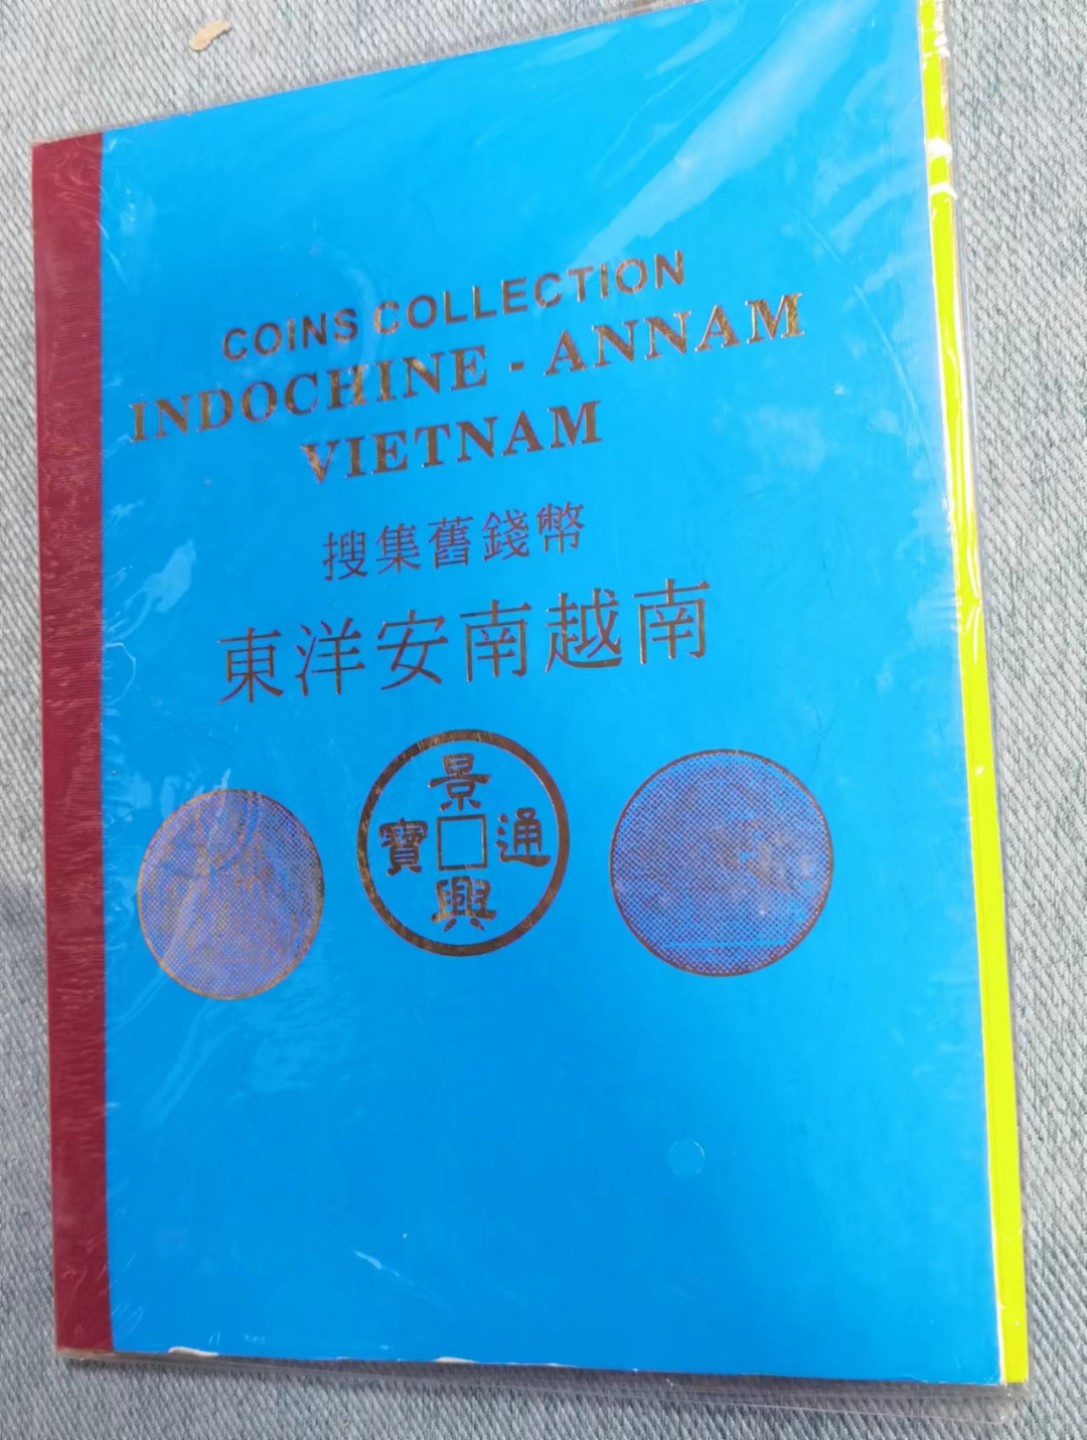 COINS COLLECTION
INDOCHINE - ANNAM
VIETNAM
搜集舊錢幣
東洋安南越南
景
寶 通
興